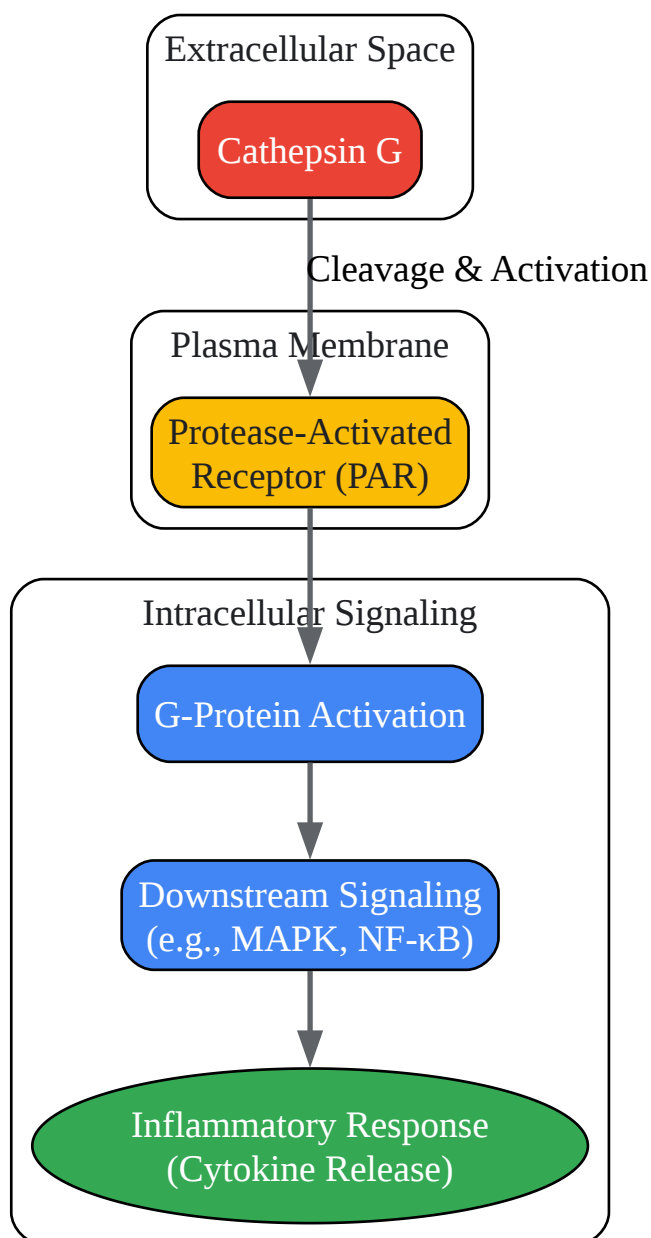 Extracellular Space
Cathepsin G
Cleavage & Activation
Plasma Membrane
Protease-Activated
Receptor (PAR)
Intracellular Signaling
G-Protein Activation
Downstream Signaling
(e.g., MAPK, NF-κB)
Inflammatory Response
(Cytokine Release)